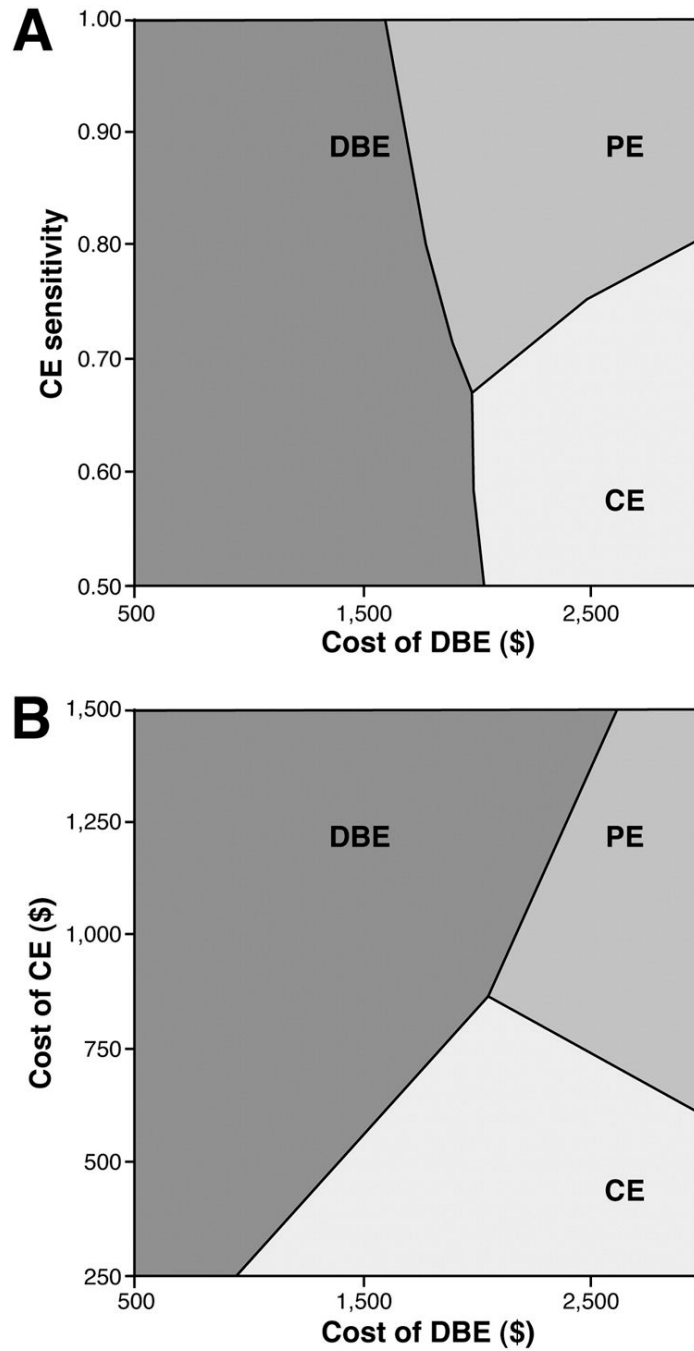 A
1.00
0.90
0.80
0.70
0.60
0.50
CE sensitivity
DBE
PE
CE
500
1,500
2,500
Cost of DBE ($)
B
1,500
1,250
1,000
750
500
250
Cost of CE ($)
DBE
PE
CE
500
1,500
2,500
Cost of DBE ($)